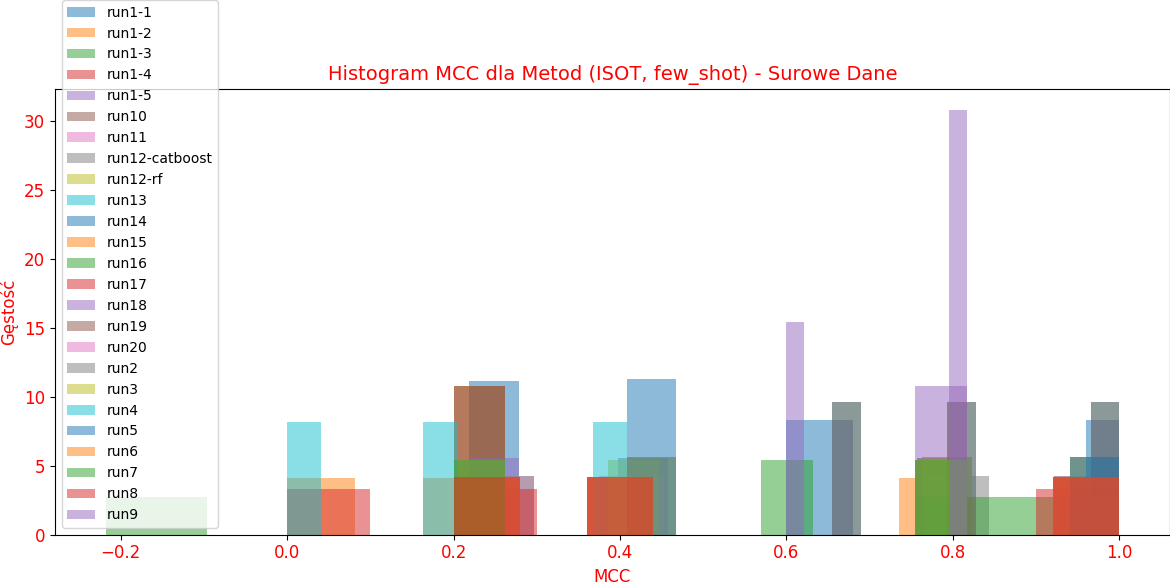 run1-1
run1-2
run1-3
run1-4
run1-5
run10
run11
run12-catboost
run12-rf
run13
run14
run15
run16
run17
run18
run19
run20
run2
run3
run4
run5
run6
run7
run8
run9
Histogram MCC dla Metod (ISOT, few_shot) - Surowe Dane
Gęstość
30
25
20
15
10
5
0
−0.2 0.0 0.2 0.4 0.6 0.8 1.0
MCC